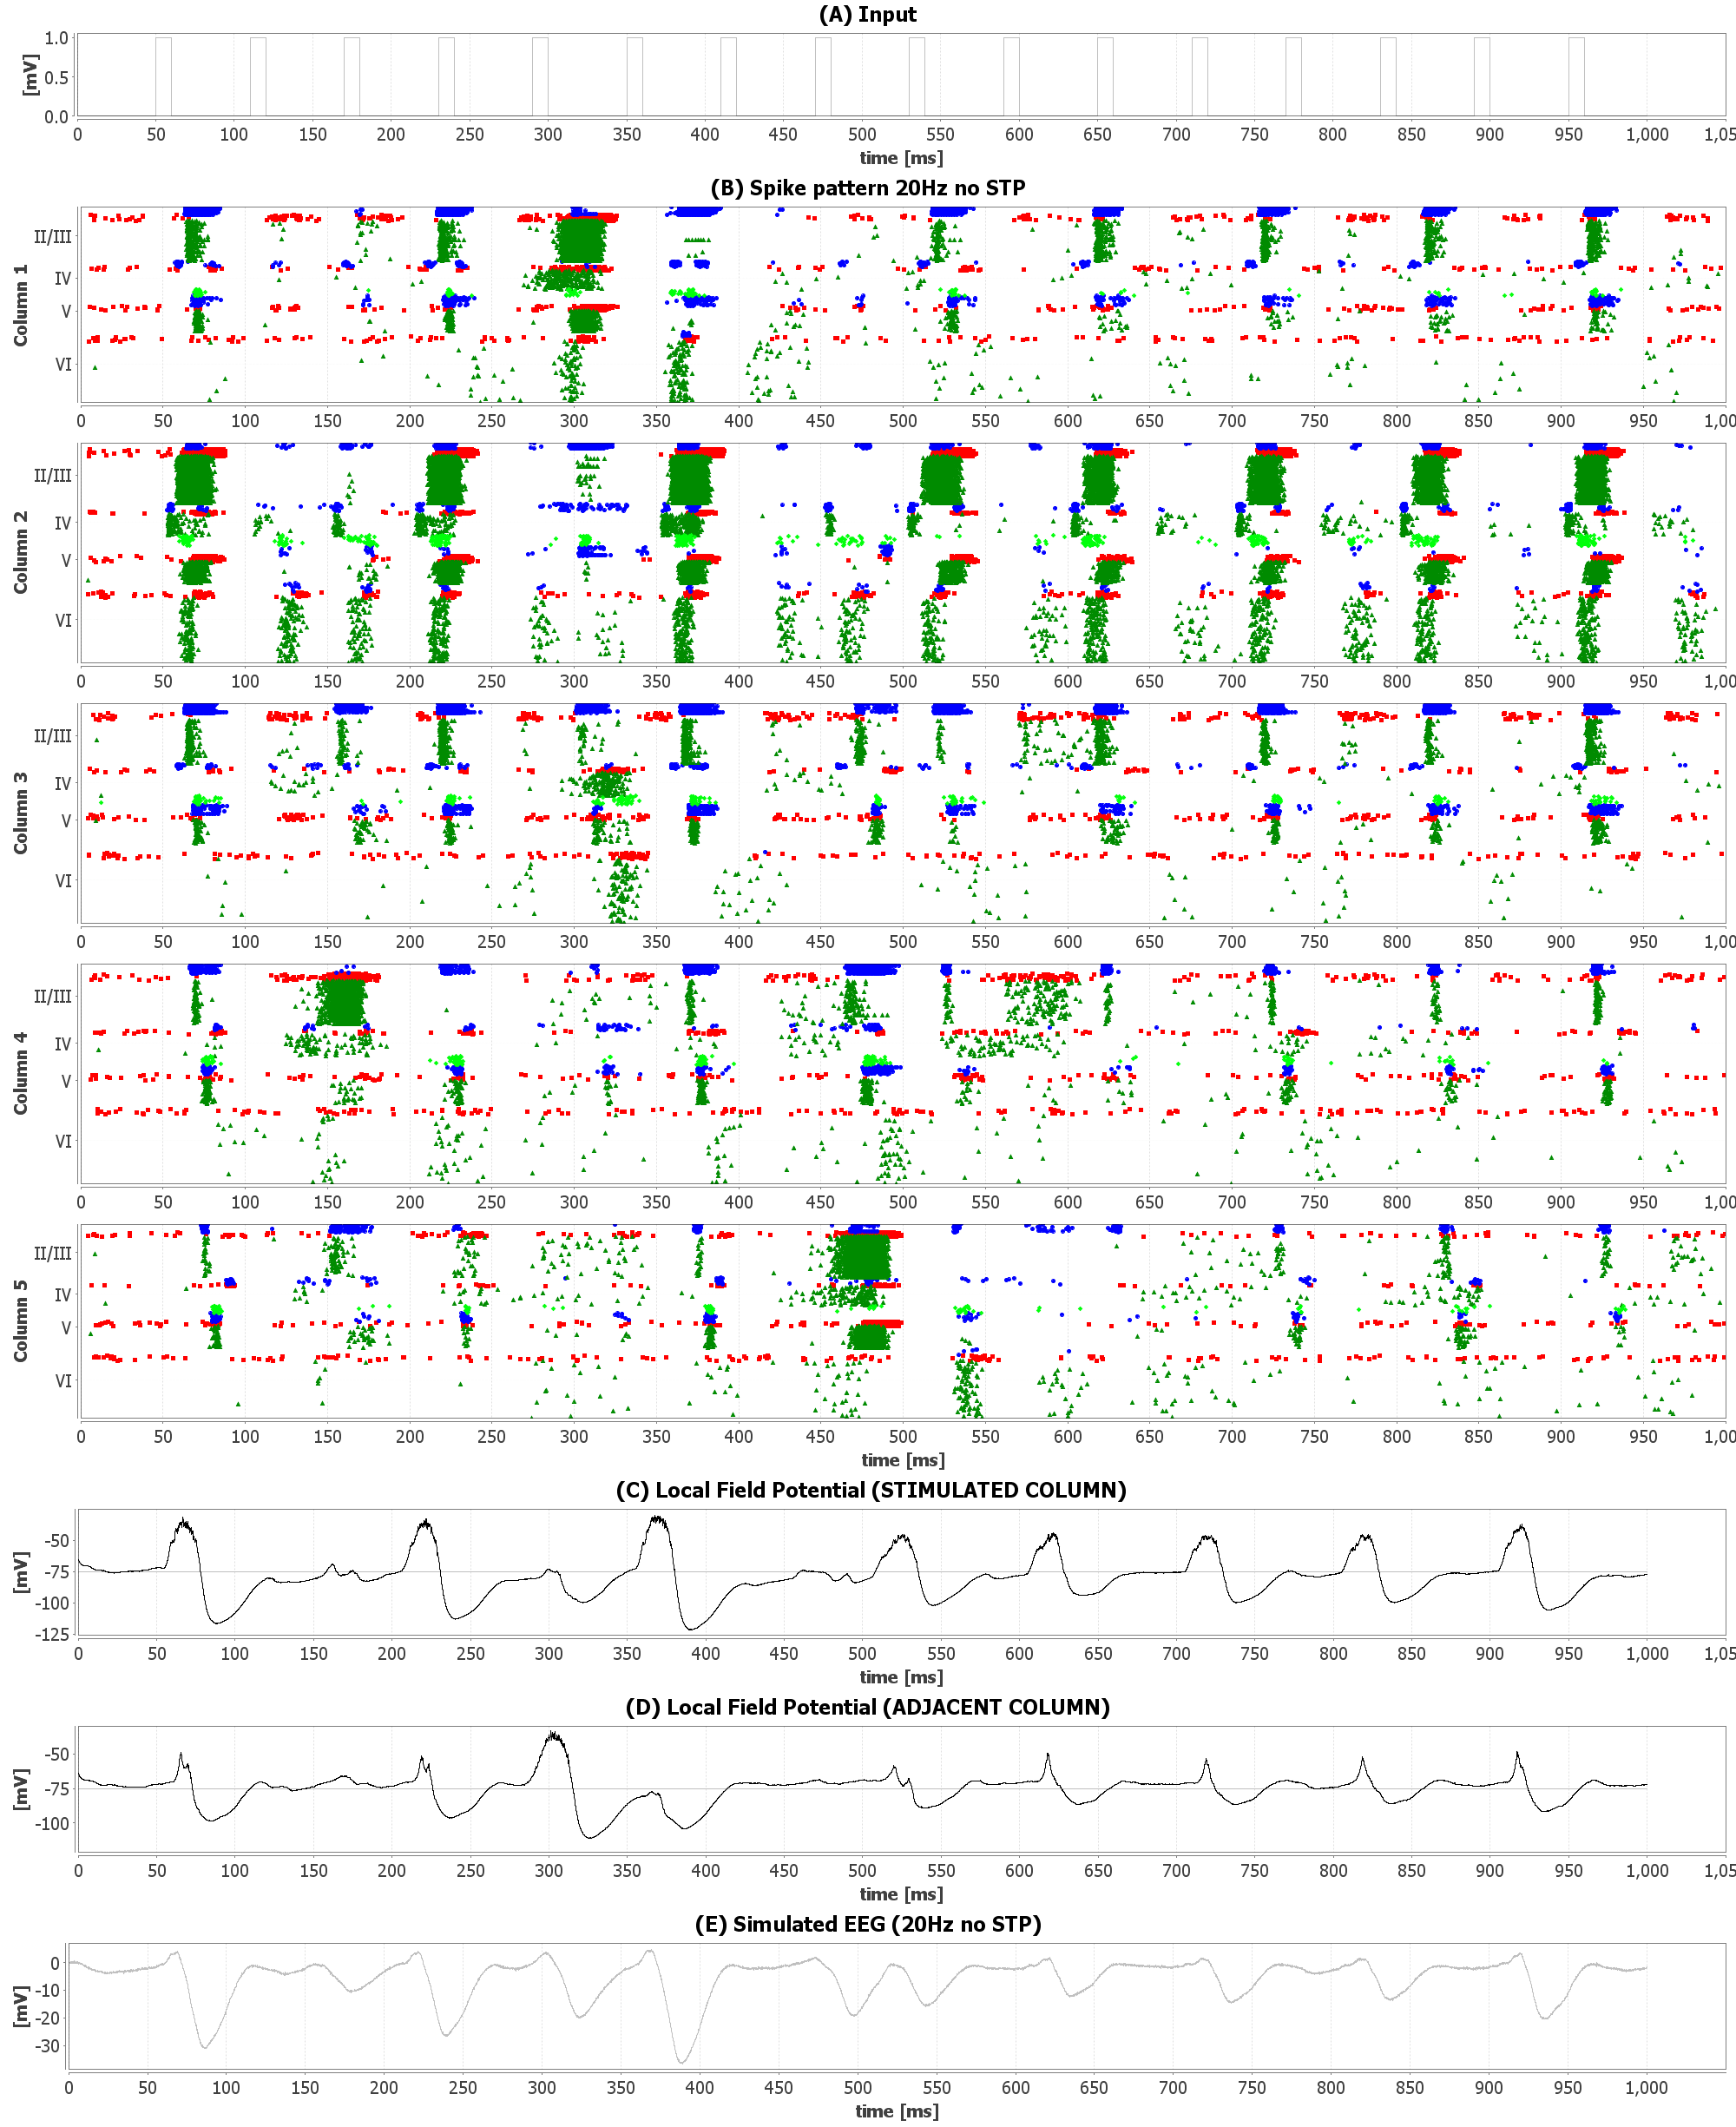 (A) Input
[mV]
1.0
0.5
0.0
0 50 100 150 200 250 300 350 400 450 500 550 600 650 700 750 800 850 900 950 1,000 1,05
time [ms]
(B) Spike pattern 20Hz no STP
Column 1
II/III
IV
V
VI
0 50 100 150 200 250 300 350 400 450 500 550 600 650 700 750 800 850 900 950 1,00
Column 2
II/III
IV
V
VI
0 50 100 150 200 250 300 350 400 450 500 550 600 650 700 750 800 850 900 950 1,00
Column 3
II/III
IV
V
VI
0 50 100 150 200 250 300 350 400 450 500 550 600 650 700 750 800 850 900 950 1,00
Column 4
II/III
IV
V
VI
0 50 100 150 200 250 300 350 400 450 500 550 600 650 700 750 800 850 900 950 1,00
Column 5
II/III
IV
V
VI
0 50 100 150 200 250 300 350 400 450 500 550 600 650 700 750 800 850 900 950 1,00
time [ms]
(C) Local Field Potential (STIMULATED COLUMN)
[mV]
-50
-75
-100
-125
0 50 100 150 200 250 300 350 400 450 500 550 600 650 700 750 800 850 900 950 1,000 1,05
time [ms]
(D) Local Field Potential (ADJACENT COLUMN)
[mV]
-50
-75
-100
0 50 100 150 200 250 300 350 400 450 500 550 600 650 700 750 800 850 900 950 1,000 1,05
time [ms]
(E) Simulated EEG (20Hz no STP)
[mV]
0
-10
-20
-30
0 50 100 150 200 250 300 350 400 450 500 550 600 650 700 750 800 850 900 950 1,000
time [ms]